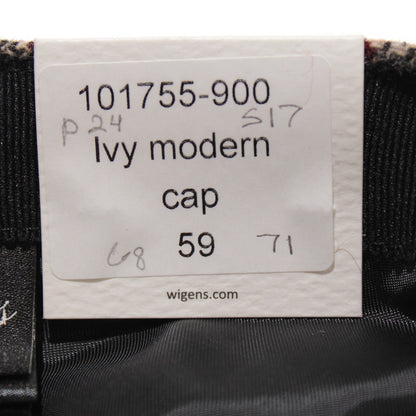 101755-900
p24 S17
Ivy modern
cap
68 59 71
wigens.com